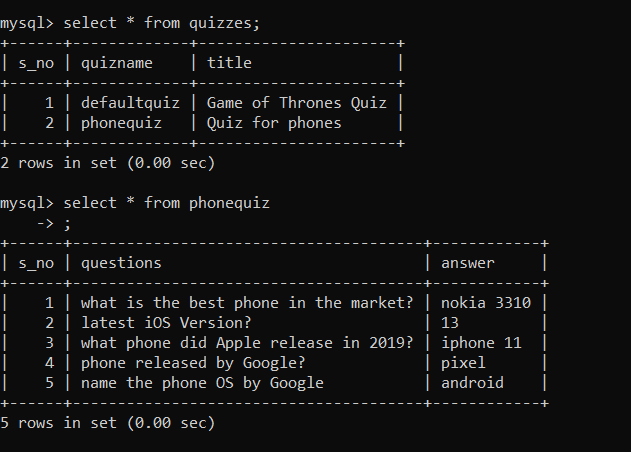 mysql> select * from quizzes;
+------+-------------+----------------------+
| s_no | quizname    | title                |
+------+-------------+----------------------+
|    1 | defaultquiz | Game of Thrones Quiz |
|    2 | phonequiz   | Quiz for phones      |
+------+-------------+----------------------+
2 rows in set (0.00 sec)
mysql> select * from phonequiz
    -> ;
+------+---------------------------------------+------------+
| s_no | questions                             | answer     |
+------+---------------------------------------+------------+
|    1 | what is the best phone in the market? | nokia 3310 |
|    2 | latest iOS Version?                   | 13         |
|    3 | what phone did Apple release in 2019? | iphone 11  |
|    4 | phone released by Google?             | pixel      |
|    5 | name the phone OS by Google           | android    |
+------+---------------------------------------+------------+
5 rows in set (0.00 sec)